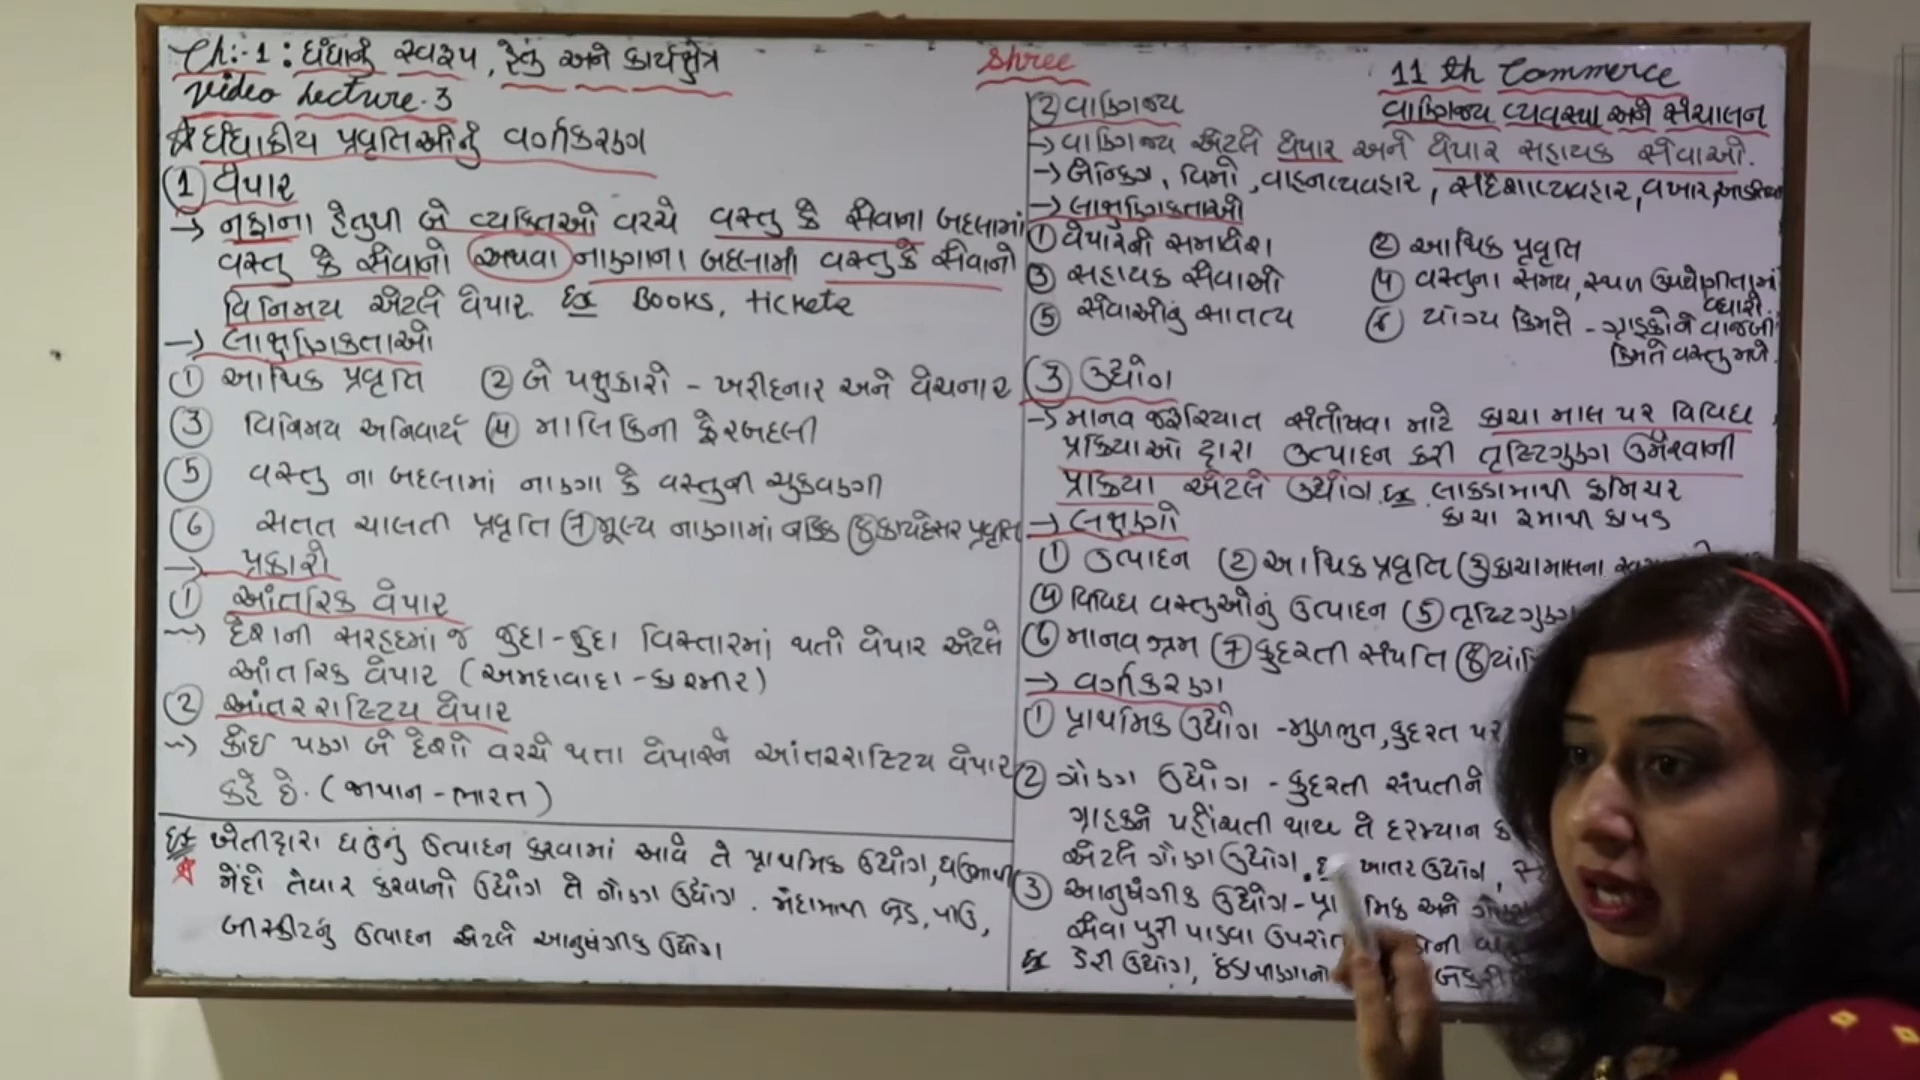 Ch:-1 : ધંધાનું સ્વરૂપ, હેતું અને કાર્યક્ષેત્ર
Video Lecture.3
☆ ધંધાકીય પ્રવૃતિઓનું વર્ગીકરણ
① વેપાર
→ નફાના હેતુથી બે વ્યક્તિઓ વચ્ચે વસ્તુ કે સેવાના બદલામાં
વસ્તુ કે સેવાનો અથવા નાણાના બદલામાં વસ્તુ કે સેવાનો
વિનિમય એટલે વેપાર. Ex Books, tickets
→ લાક્ષણિકતાઓ
① આર્થિક પ્રવૃતિ ② બે પક્ષકારો - ખરીદનાર અને વેચનાર
③ વિનિમય અનિવાર્ય ④ માલિકિની ફેરબદલી
⑤ વસ્તુ ના બદલામાં નાણા કે વસ્તુની ચુકવણી
⑥ સતત ચાલતી પ્રવૃતિ ⑦ મૂલ્ય નાણામાં નક્કિ ⑧ કાયદેસર પ્રવૃતિ
→ પ્રકારો
① આંતરિક વેપાર
→ દેશની સરહદમાં જ જુદા-જુદા વિસ્તારમાં થતો વેપાર એટલે
આંતરિક વેપાર (અમદાવાદ - કાશ્મીર)
② આંતરરાષ્ટ્રિય વેપાર
→ કોઈ પણ બે દેશો વચ્ચે થતા વેપારને આંતરરાષ્ટ્રિય વેપાર
કહે છે. (જાપાન - ભારત)
Ex ખેતીદ્વારા ઘઉંનું ઉત્પાદન કરવામાં આવે તે પ્રાથમિક ઉદ્યોગ, ઘઉંમાથી
☆ મેંદો તૈયાર કરવાનો ઉદ્યોગ તે ગૌણ ઉદ્યોગ. મેંદામાથી બ્રેડ, પાઉ,
બીસ્કીટનું ઉત્પાદન એટલે આનુષંગીક ઉદ્યોગ
Shree
11 th Commerce
વાણિજ્ય વ્યવસ્થા અને સંચાલન
② વાણિજ્ય
→ વાણિજ્ય એટલે વેપાર અને વેપાર સહાયક સેવાઓ.
→ બેન્કિંગ, વિમો, વાહનવ્યવહાર, સંદેશાવ્યવહાર, વખાર,
→ લાક્ષણિકતાઓ
① વેપારનો સમાવેશ ② આર્થિક પ્રવૃતિ
③ સહાયક સેવાઓ ④ વસ્તુના સમય, સ્થળ ઉપયોગીતામાં વધારો.
⑤ સેવાઓનું સાતત્ય ⑥ યોગ્ય કિંમતે - ગ્રાહકોને વાજબી
કિંમતે વસ્તુ મળે.
③ ઉદ્યોગ
→ માનવ જરૂરિયાત સંતોષવા માટે કાચા માલ પર વિવિધ
પ્રક્રિયાઓ દ્વારા ઉત્પાદન કરી તૃષ્ટિગુણ ઉમેરવાની
પ્રક્રિયા એટલે ઉદ્યોગ. Ex લાકડામાથી ફર્નિચર
કાચા રૂમાથી કાપડ
→ લક્ષણો
① ઉત્પાદન ② આર્થિક પ્રવૃતિ ③ કાચામાલના
④ વિવિધ વસ્તુઓનું ઉત્પાદન ⑤ તૃષ્ટિગુણ
⑥ માનવ શ્રમ ⑦ કુદરતી સંપતિ ⑧
→ વર્ગીકરણ
① પ્રાથમિક ઉદ્યોગ - મુળભુત, કુદરત પર
② ગૌણ ઉદ્યોગ - કુદરતી સંપતીને
ગ્રાહકને પહોંચતી થાય તે દરમ્યાન
એટલે ગૌણ ઉદ્યોગ. Ex ખાતર ઉદ્યોગ,
③ આનુષંગીક ઉદ્યોગ - અને
સેવા પુરી પાડવા ઉપરાંત
Ex ડેરી ઉદ્યોગ, ઠંડાપીણાનો બેકરી